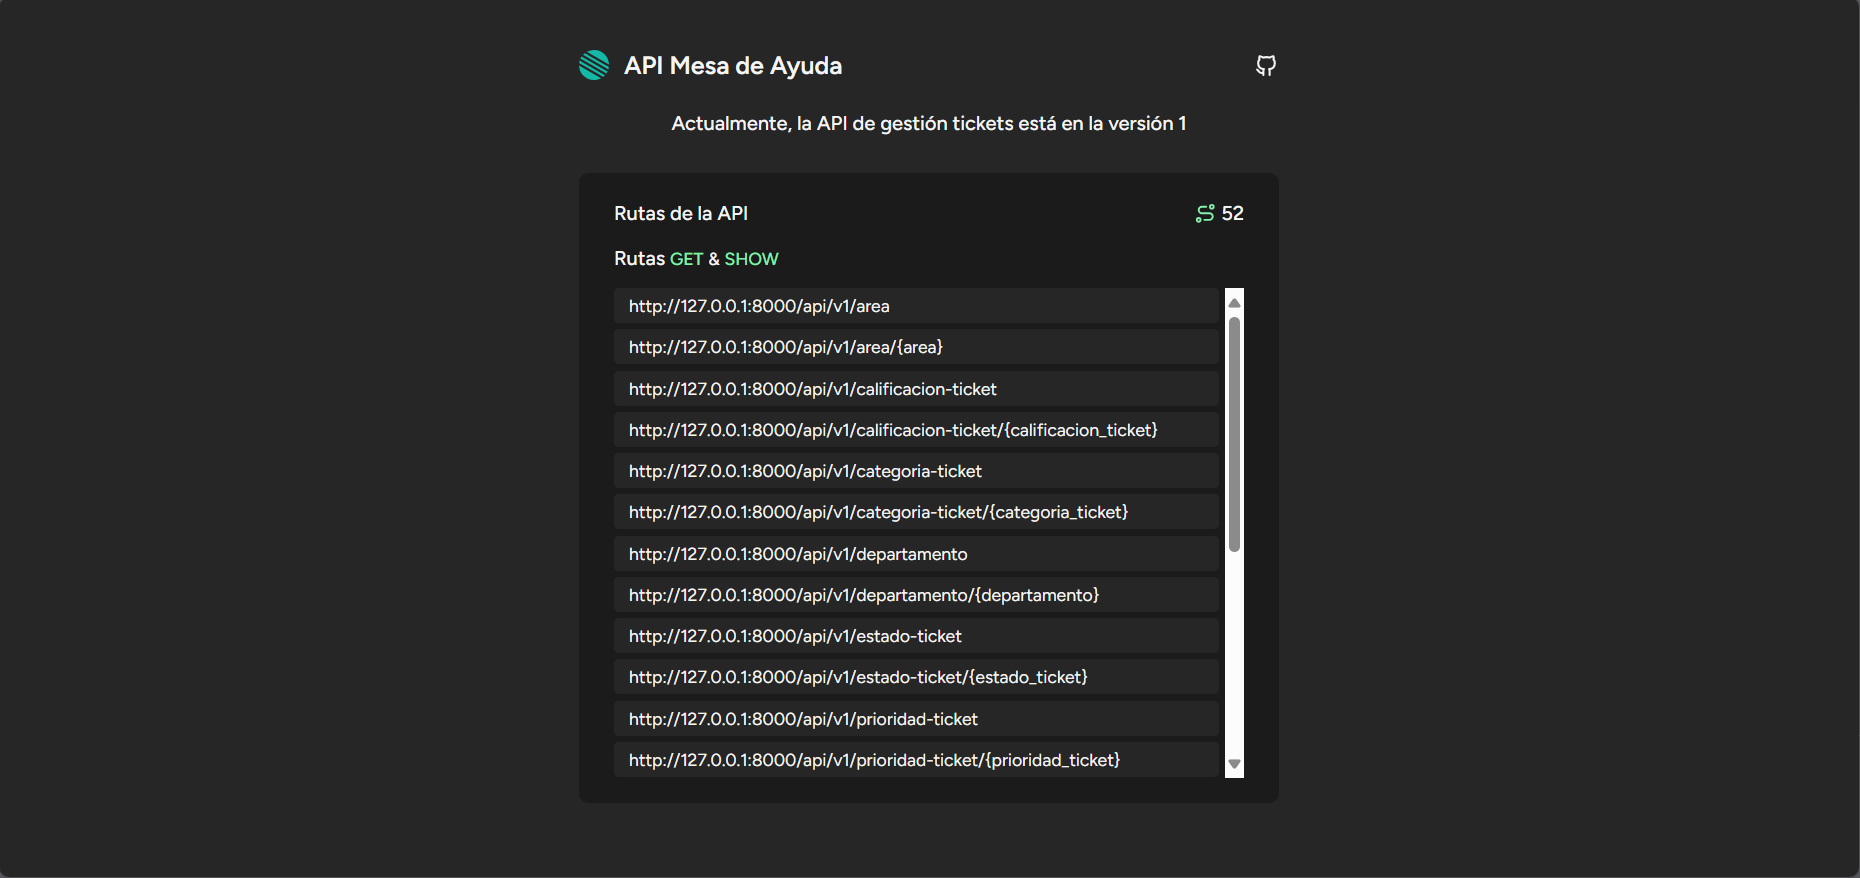 API Mesa de Ayuda
Actualmente, la API de gestión tickets está en la versión 1
Rutas de la API 52
Rutas GET & SHOW
http://127.0.0.1:8000/api/v1/area
http://127.0.0.1:8000/api/v1/area/{area}
http://127.0.0.1:8000/api/v1/calificacion-ticket
http://127.0.0.1:8000/api/v1/calificacion-ticket/{calificacion_ticket}
http://127.0.0.1:8000/api/v1/categoria-ticket
http://127.0.0.1:8000/api/v1/categoria-ticket/{categoria_ticket}
http://127.0.0.1:8000/api/v1/departamento
http://127.0.0.1:8000/api/v1/departamento/{departamento}
http://127.0.0.1:8000/api/v1/estado-ticket
http://127.0.0.1:8000/api/v1/estado-ticket/{estado_ticket}
http://127.0.0.1:8000/api/v1/prioridad-ticket
http://127.0.0.1:8000/api/v1/prioridad-ticket/{prioridad_ticket}